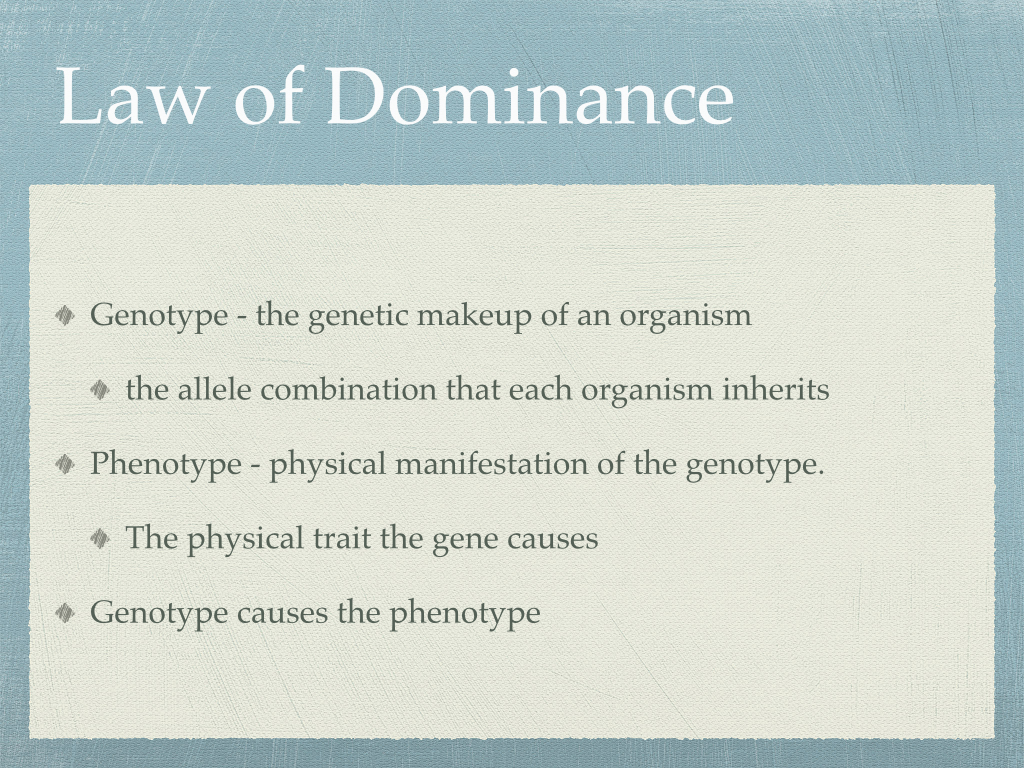 Law of Dominance
Genotype - the genetic makeup of an organism
the allele combination that each organism inherits
Phenotype - physical manifestation of the genotype.
The physical trait the gene causes
Genotype causes the phenotype